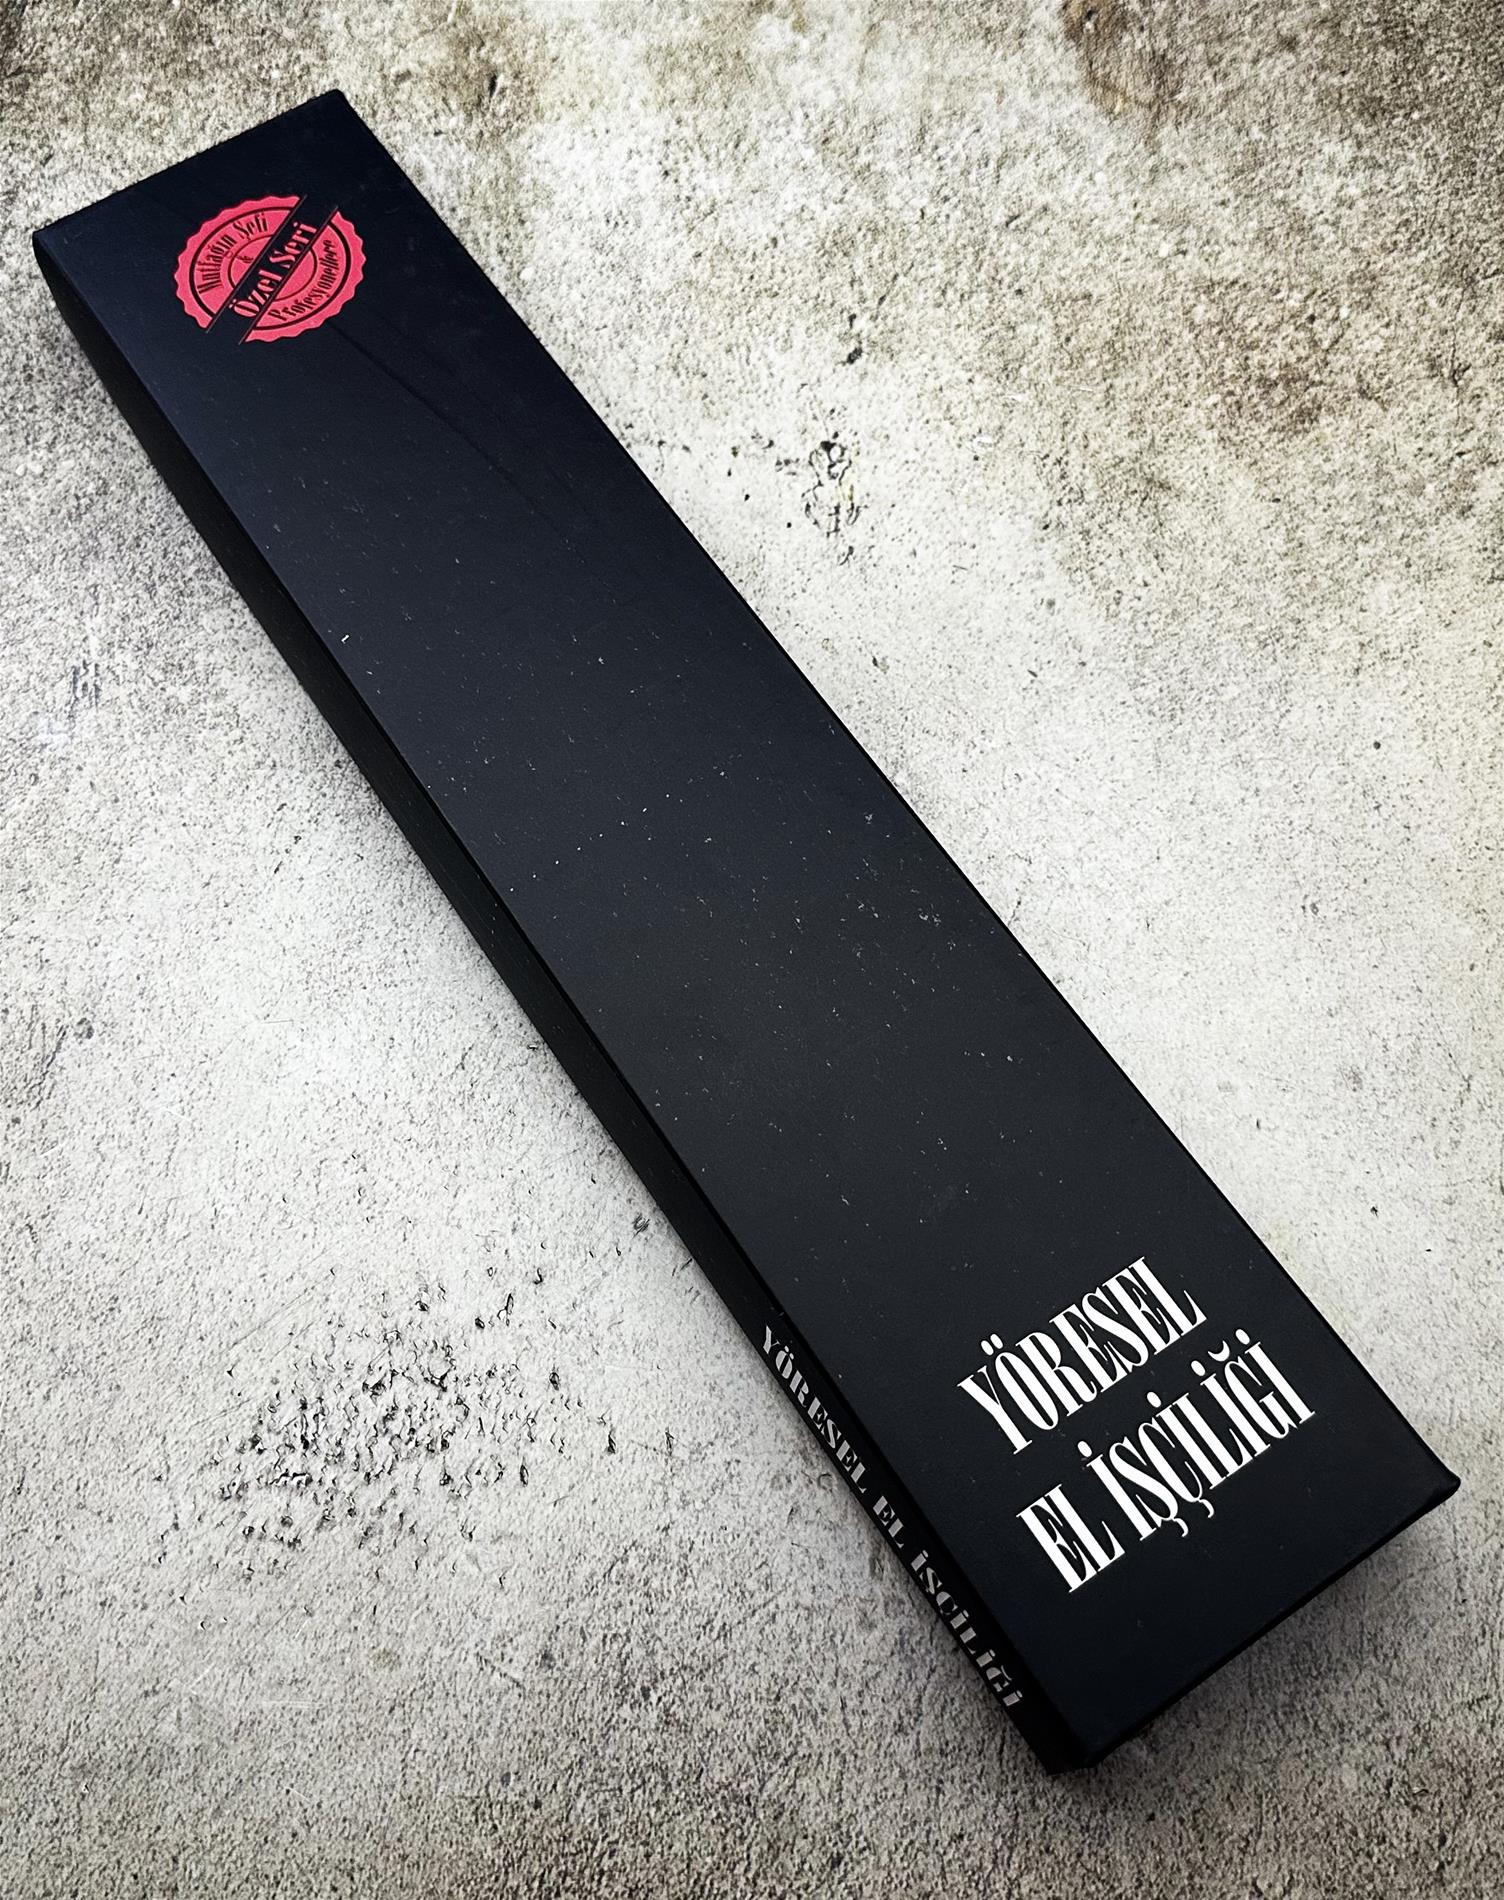 Mutfağın Şefi
&
Özel Seri
Profesyonellere
YÖRESEL
EL İŞÇİLİĞİ
YÖRESEL EL İŞÇİLİĞİ